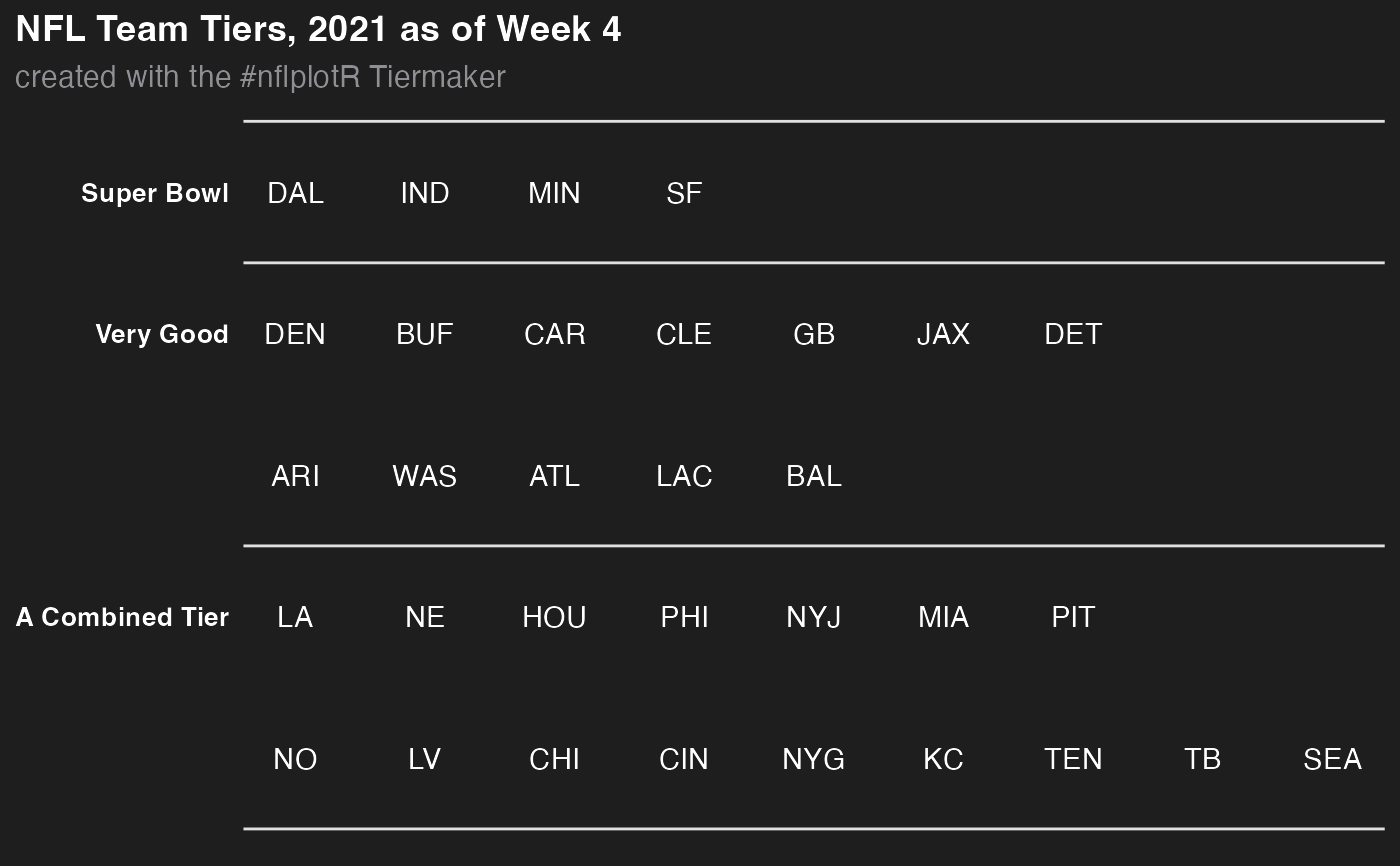 NFL Team Tiers, 2021 as of Week 4
created with the #nflplotR Tiermaker
Super Bowl DAL IND MIN SF
Very Good DEN BUF CAR CLE GB JAX DET
ARI WAS ATL LAC BAL
A Combined Tier LA NE HOU PHI NYJ MIA PIT
NO LV CHI CIN NYG KC TEN TB SEA